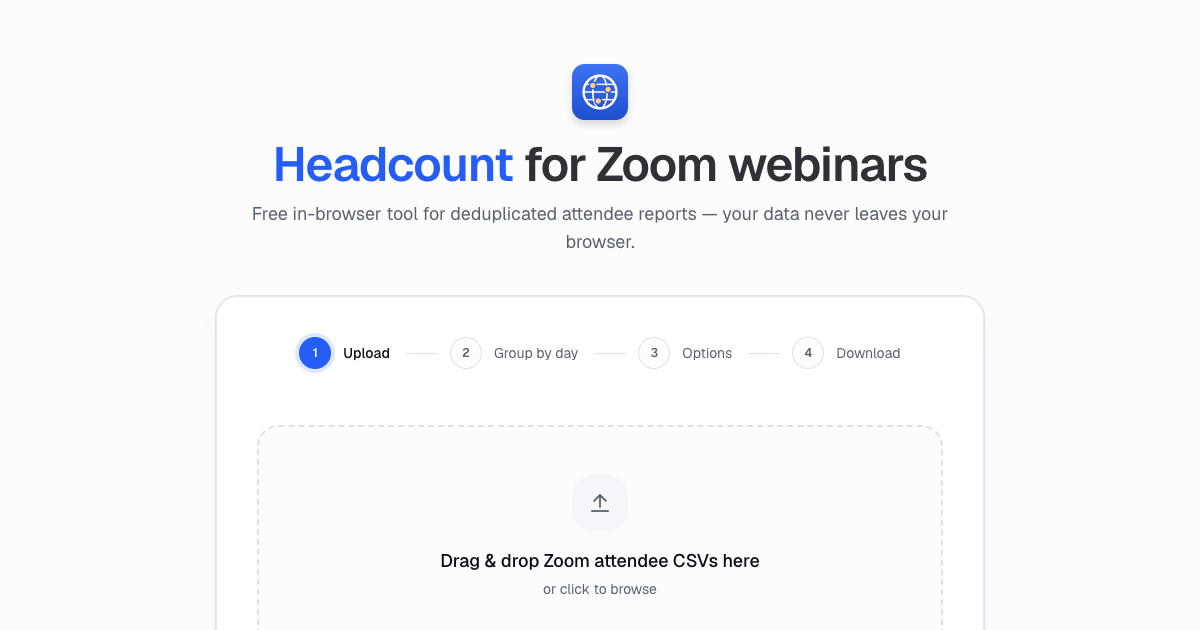 Headcount for Zoom webinars
Free in-browser tool for deduplicated attendee reports — your data never leaves your
browser.
1 Upload 2 Group by day 3 Options 4 Download
Drag & drop Zoom attendee CSVs here
or click to browse